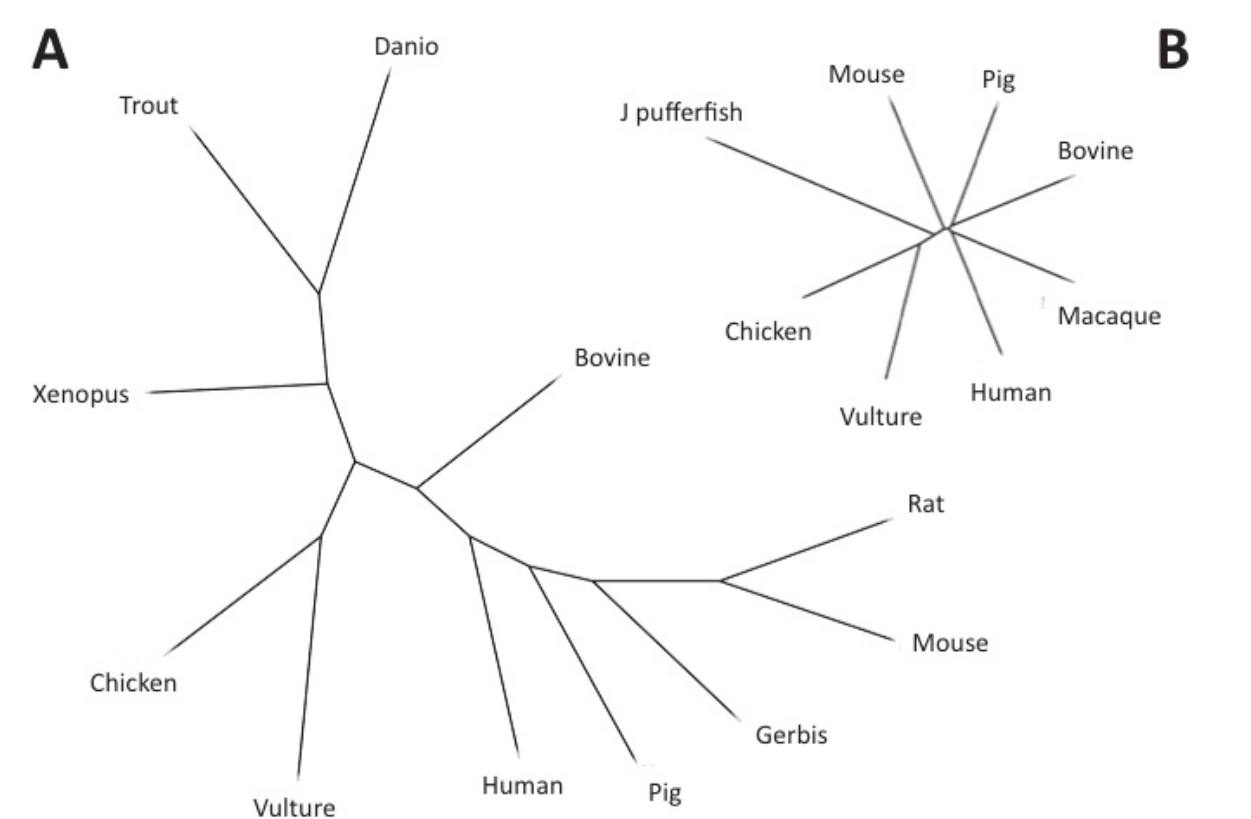 A
Danio
B
Trout
Mouse
Pig
J pufferfish
Bovine
Chicken
Macaque
Human
Vulture
Xenopus
Bovine
Rat
Mouse
Chicken
Gerbis
Human
Pig
Vulture